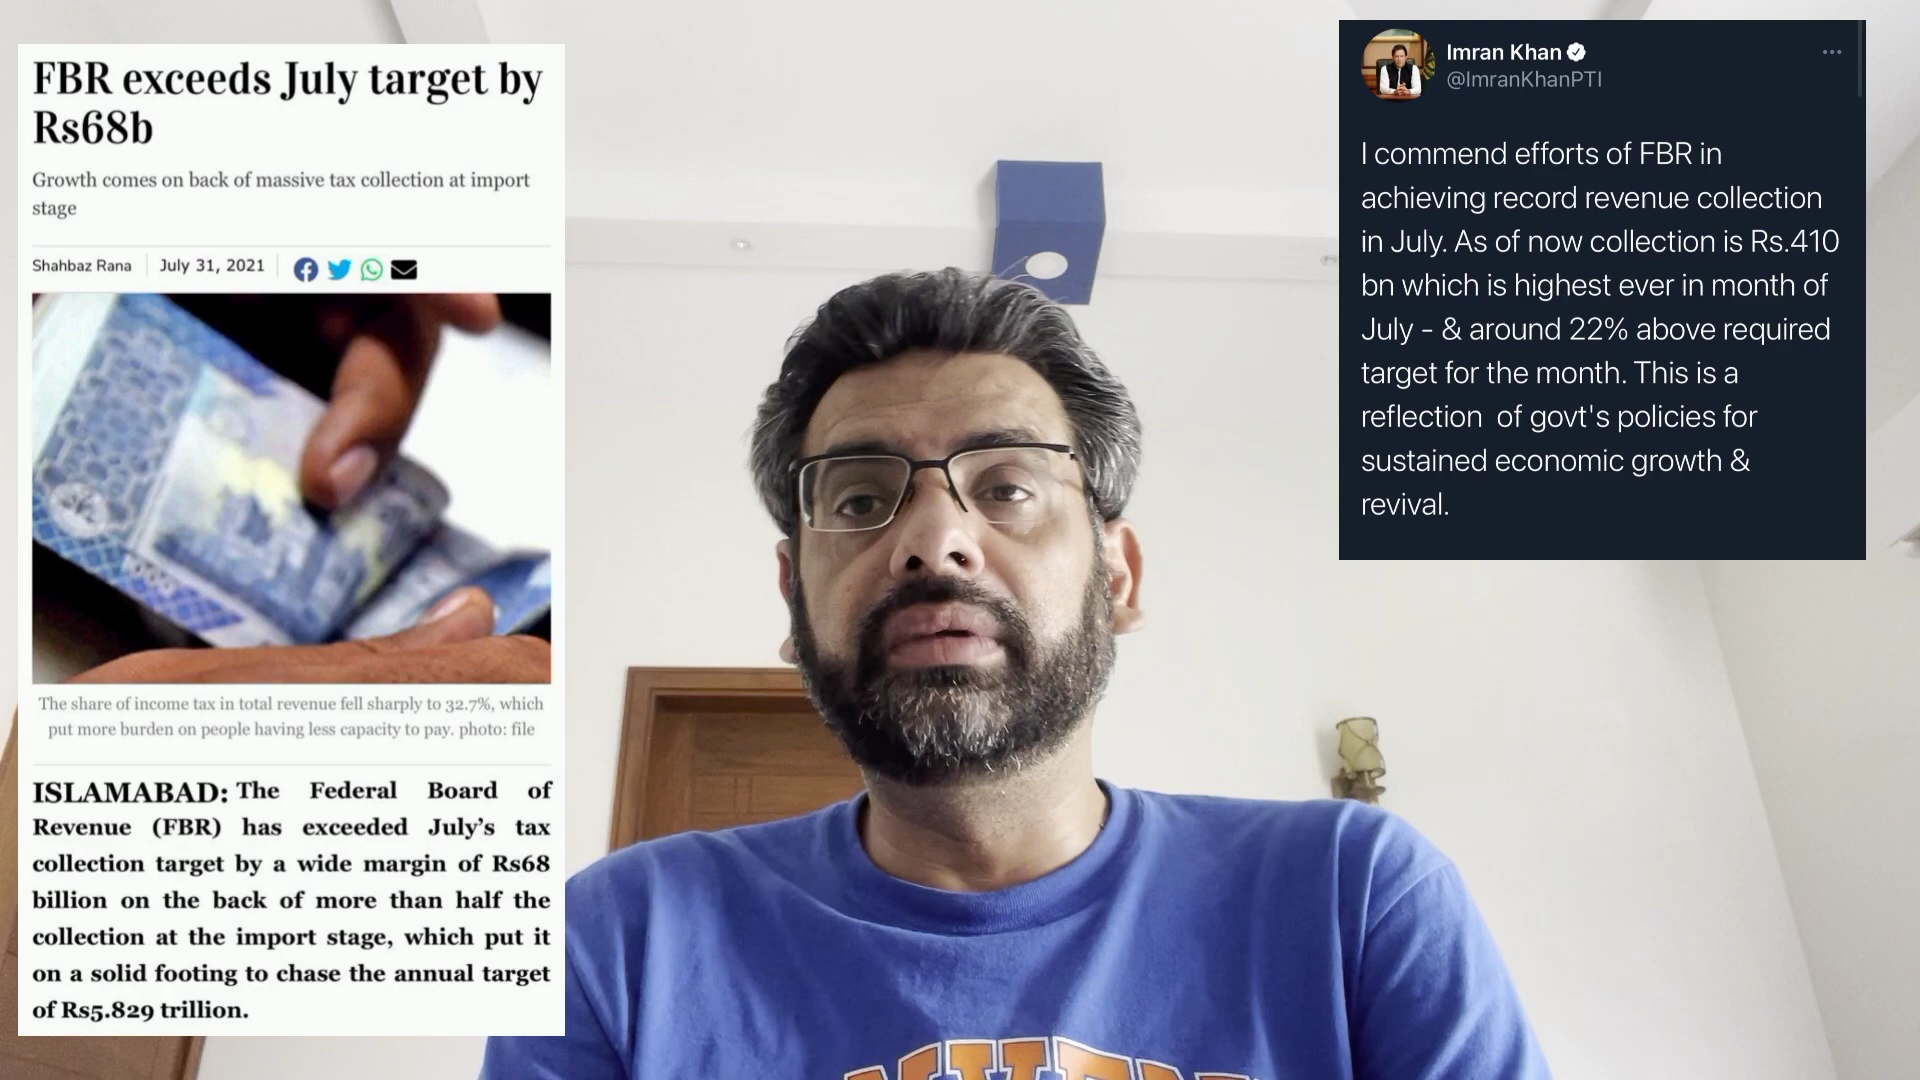 FBR exceeds July target by
Rs68b
Growth comes on back of massive tax collection at import
stage
Shahbaz Rana
July 31, 2021
The share of income tax in total revenue fell sharply to 32.7%, which
put more burden on people having less capacity to pay. photo: file
ISLAMABAD: The Federal Board of
Revenue (FBR) has exceeded July’s tax
collection target by a wide margin of Rs68
billion on the back of more than half the
collection at the import stage, which put it
on a solid footing to chase the annual target
of Rs5.829 trillion.
Imran Khan
@ImranKhanPTI
I commend efforts of FBR in
achieving record revenue collection
in July. As of now collection is Rs.410
bn which is highest ever in month of
July - & around 22% above required
target for the month. This is a
reflection of govt's policies for
sustained economic growth &
revival.